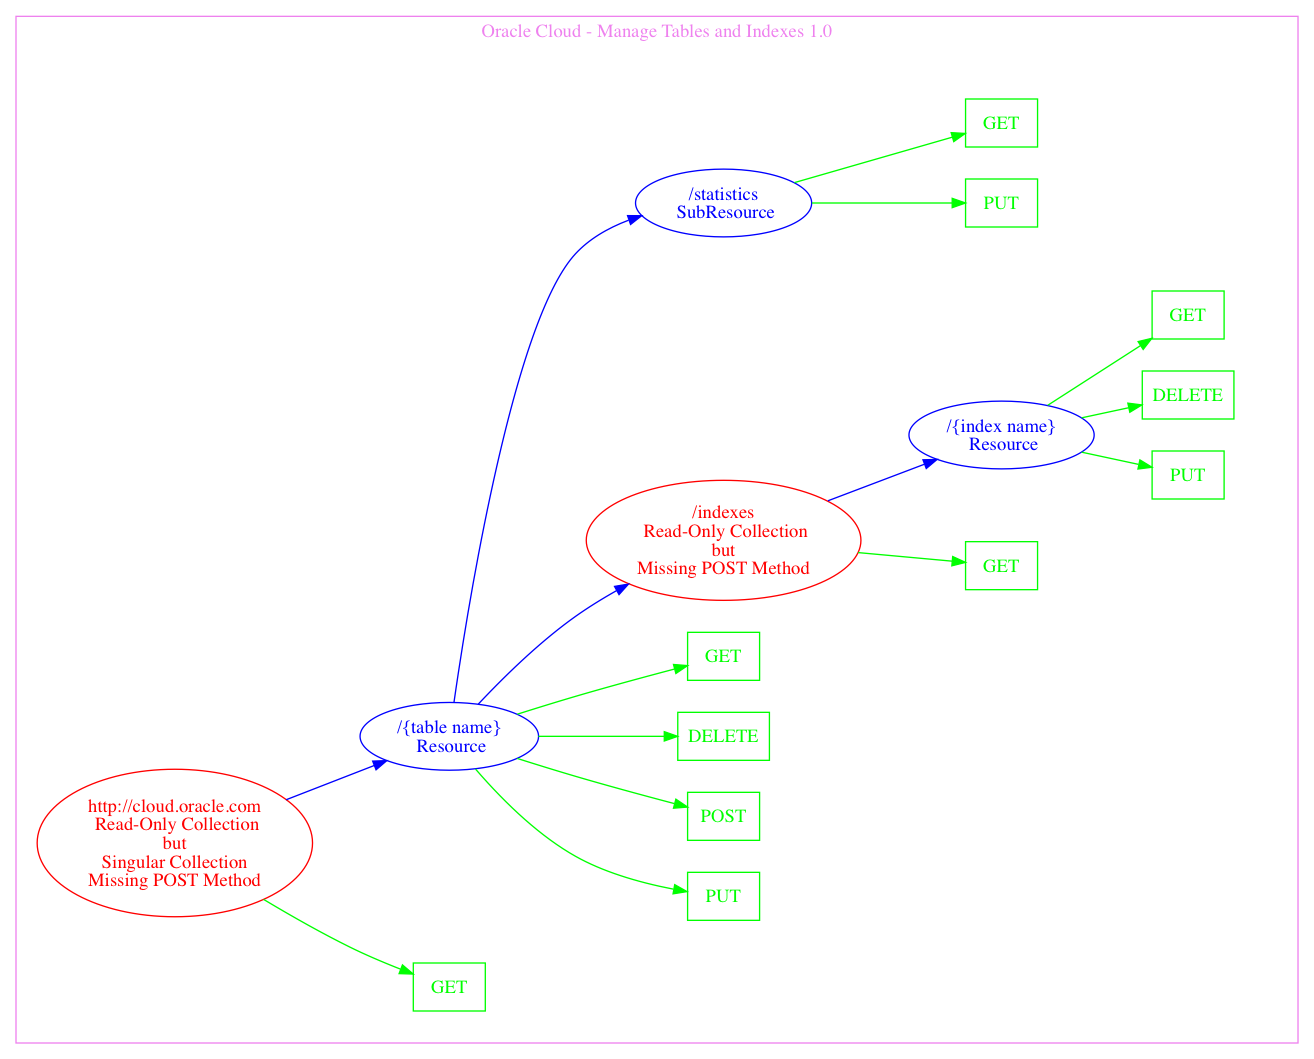 Oracle Cloud - Manage Tables and Indexes 1.0
GET
/statistics
SubResource
PUT
GET
DELETE
/{index name}
Resource
PUT
/indexes
Read-Only Collection
but
Missing POST Method
GET
GET
/{table name}
Resource
DELETE
POST
http://cloud.oracle.com
Read-Only Collection
but
Singular Collection
Missing POST Method
PUT
GET